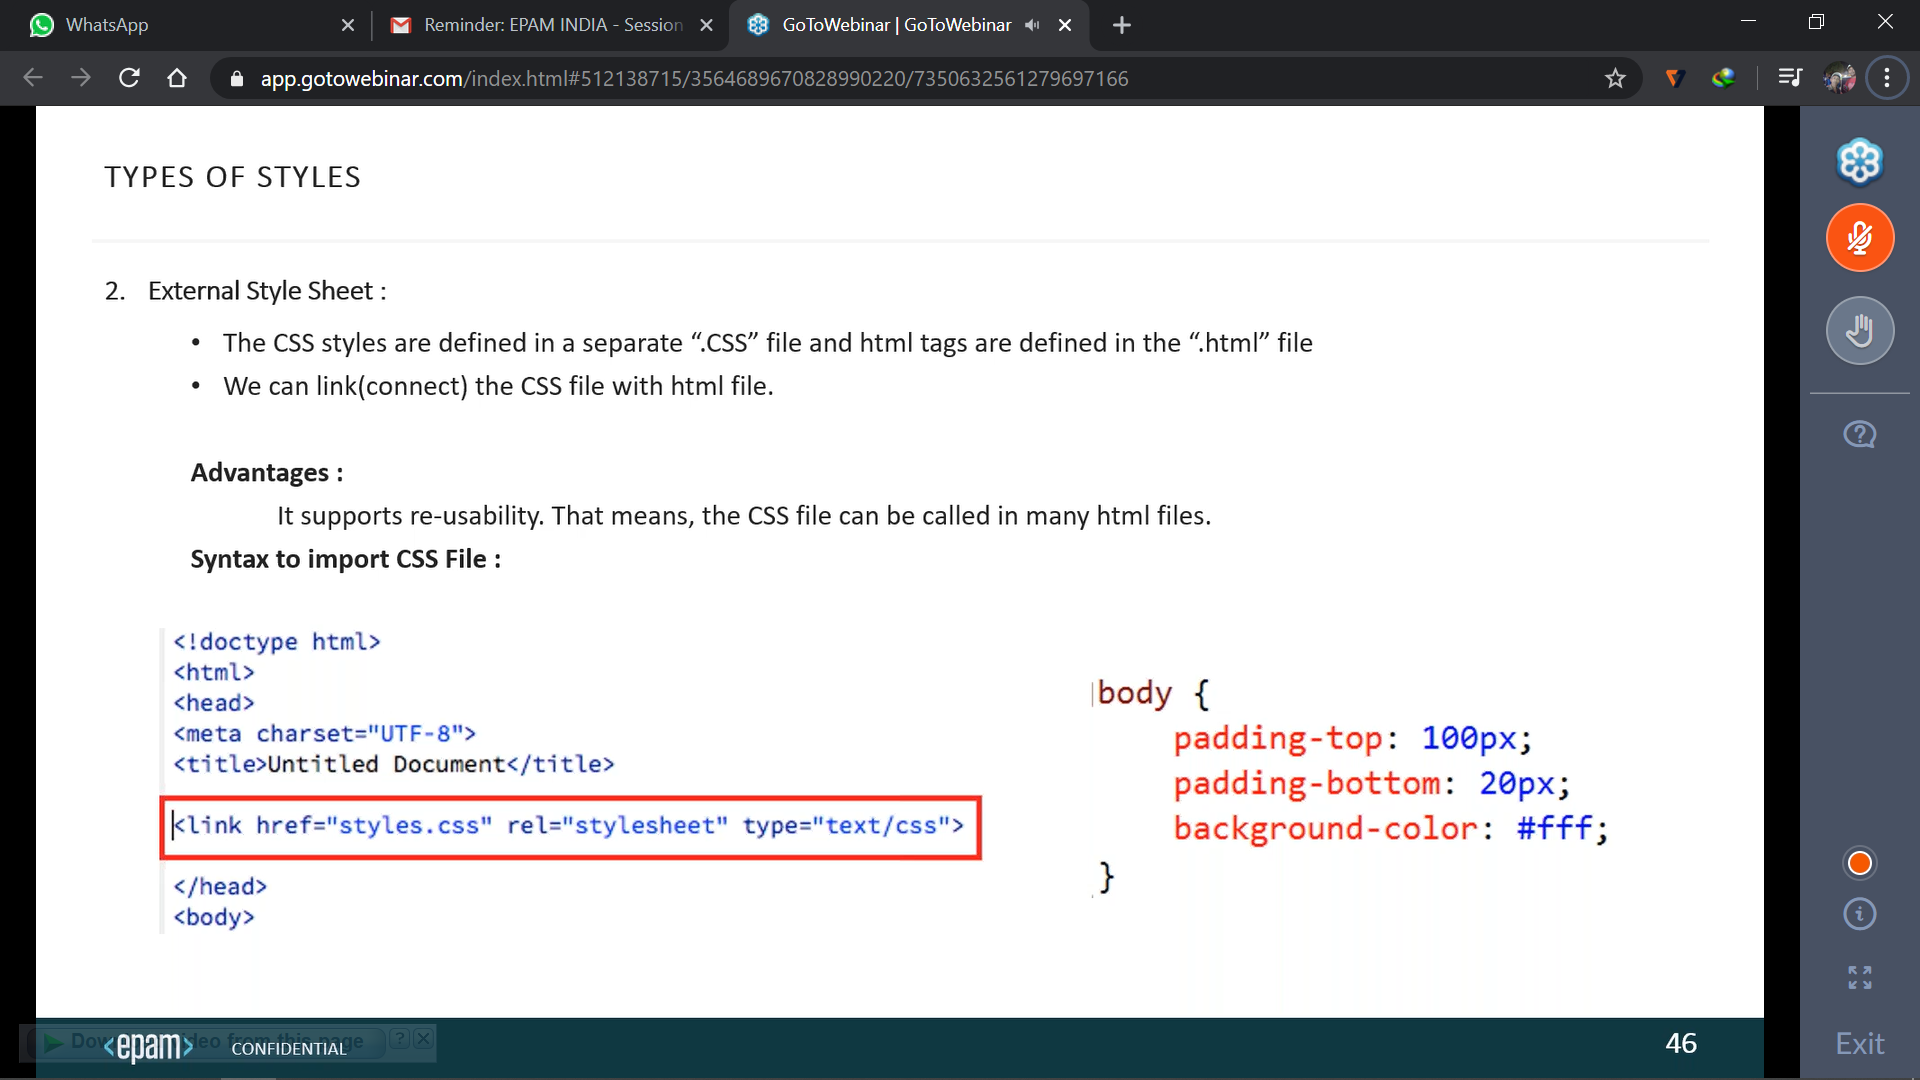 WhatsApp
Reminder: EPAM INDIA - Session
GoToWebinar | GoToWebinar
app.gotowebinar.com/index.html#512138715/3564689670828990220/7350632561279697166
TYPES OF STYLES
2. External Style Sheet :
• The CSS styles are defined in a separate “.CSS” file and html tags are defined in the “.html” file
• We can link(connect) the CSS file with html file.
Advantages :
It supports re-usability. That means, the CSS file can be called in many html files.
Syntax to import CSS File :
<!doctype html>
<html>
<head>
<meta charset="UTF-8">
<title>Untitled Document</title>
<link href="styles.css" rel="stylesheet" type="text/css">
</head>
<body>
body {
padding-top: 100px;
padding-bottom: 20px;
background-color: #fff;
}
<epam> CONFIDENTIAL
from this page
46
Exit